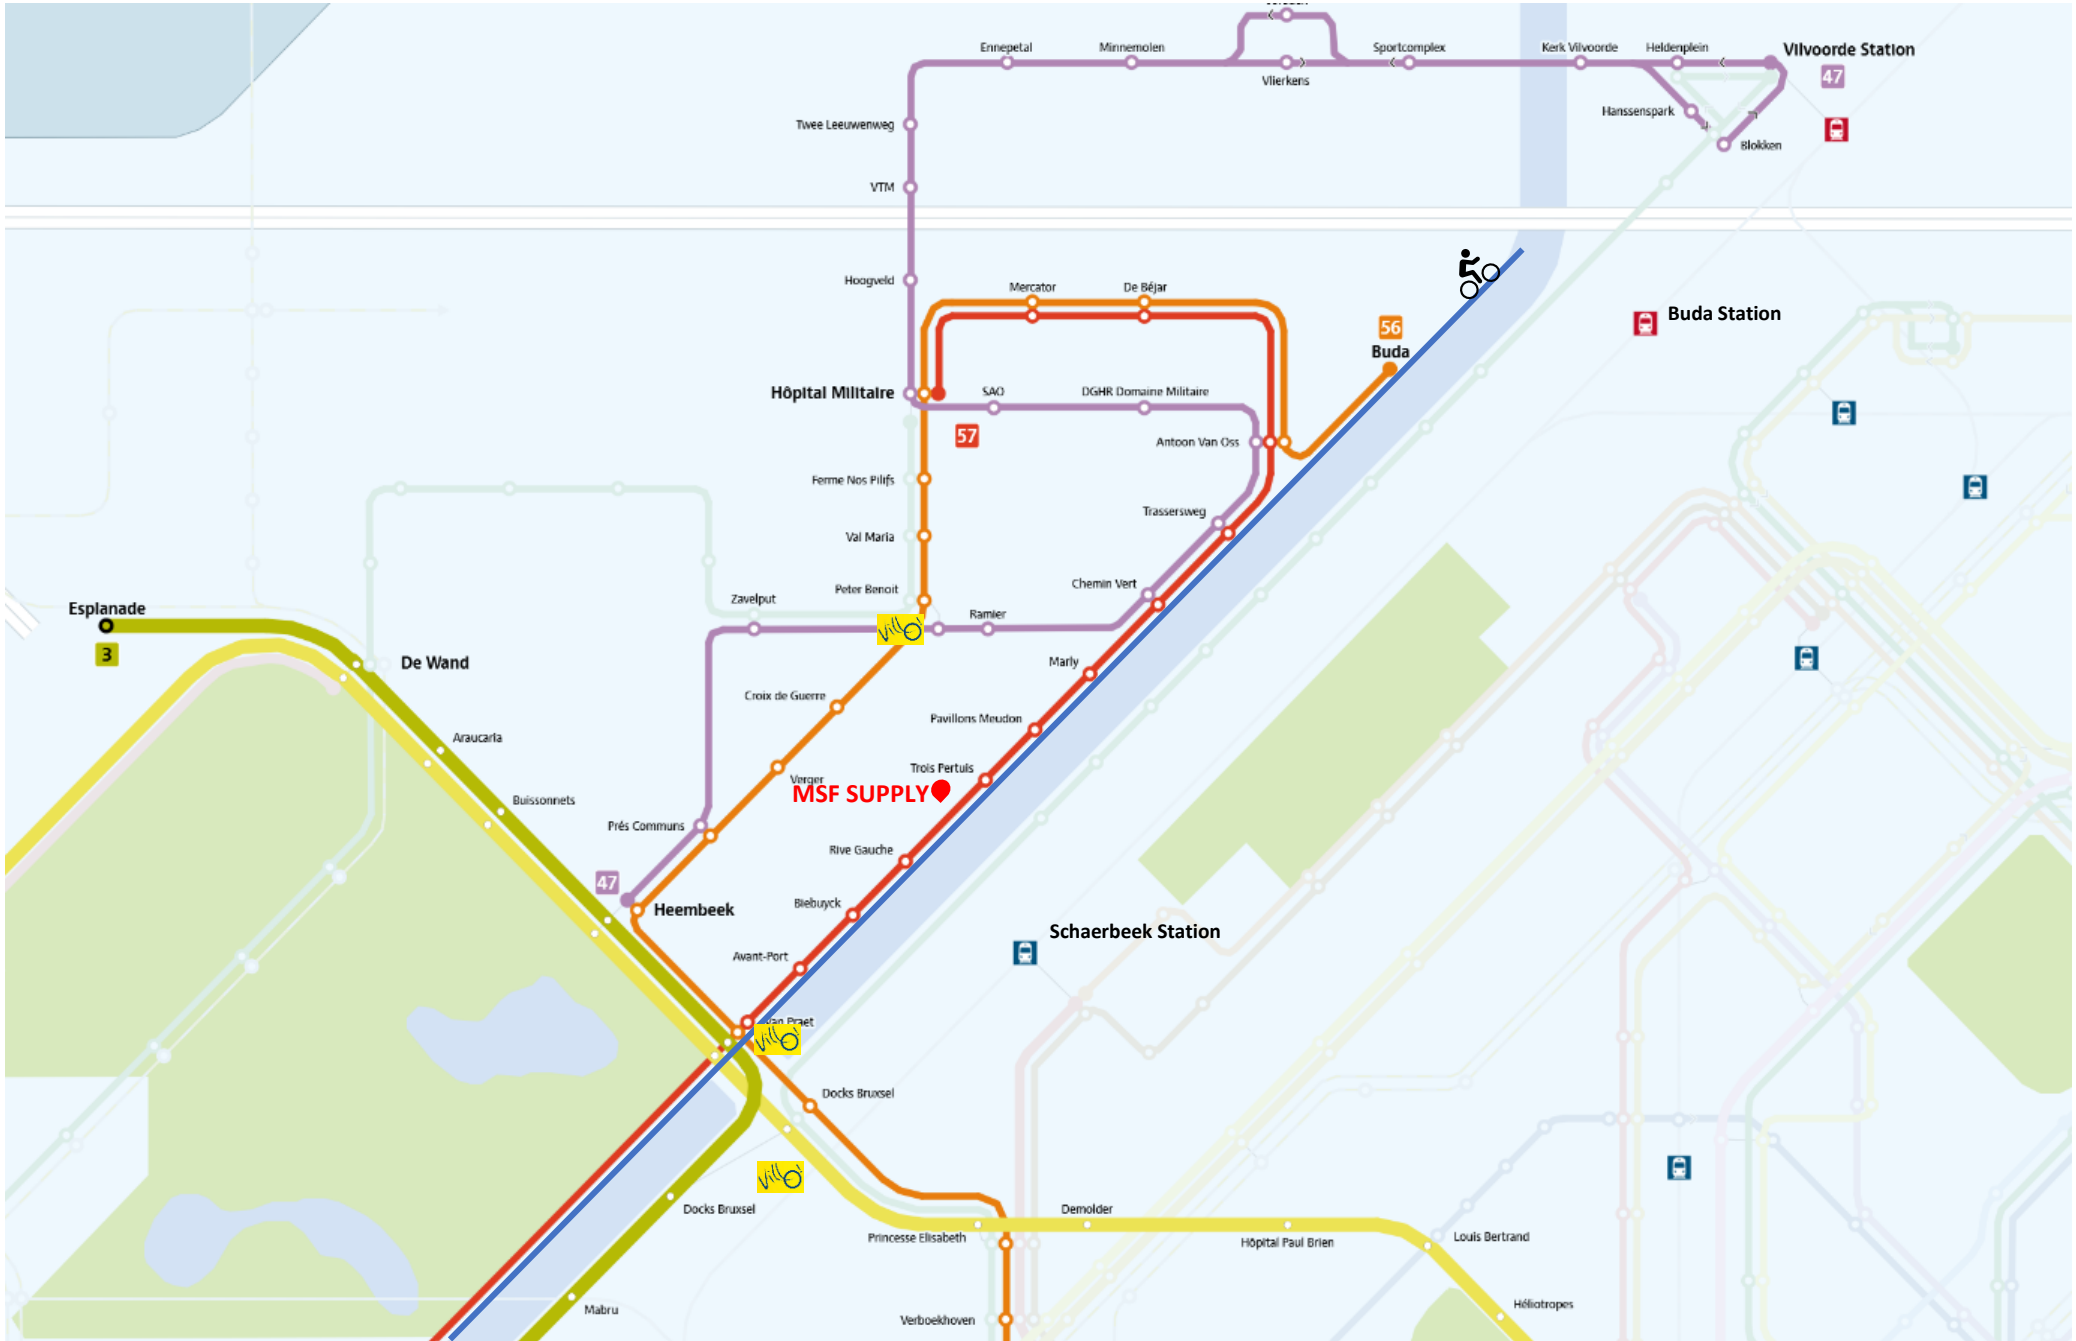 Ennepetal
Minnemolen
Sportcomplex
Kerk Vilvoorde
Heldenplein
Vilvoorde Station
47
Vlierkens
Hanssenspark
Blokken
Twee Leeuwenweg
VTM
Hoogveld
Mercator
De Béjar
56
Buda
Buda Station
Hôpital Militaire
SAO
DGHR Domaine Militaire
57
Antoon Van Oss
Ferme Nos Pilifs
Trassersweg
Val Maria
Chemin Vert
Peter Benoit
Zavelput
Ramier
Villo!
Esplanade
3
De Wand
Marly
Croix de Guerre
Pavillons Meudon
Araucaria
Trois Pertuis
Verger
MSF SUPPLY
Buissonnets
Prés Communs
Rive Gauche
47
Heembeek
Biebuyck
Schaerbeek Station
Avant-Port
Van Praet
Villo!
Docks Bruxsel
Villo!
Docks Bruxsel
Demolder
Princesse Elisabeth
Hôpital Paul Brien
Louis Bertrand
Mabru
Héliotropes
Verboekhoven